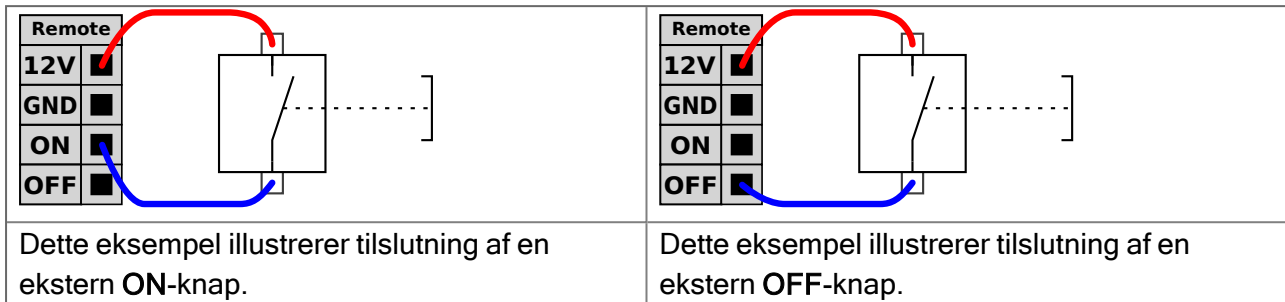 Remote
12V
GND
ON
OFF
Remote
12V
GND
ON
OFF
Dette eksempel illustrerer tilslutning af en
ekstern ON-knap.
Dette eksempel illustrerer tilslutning af en
ekstern OFF-knap.